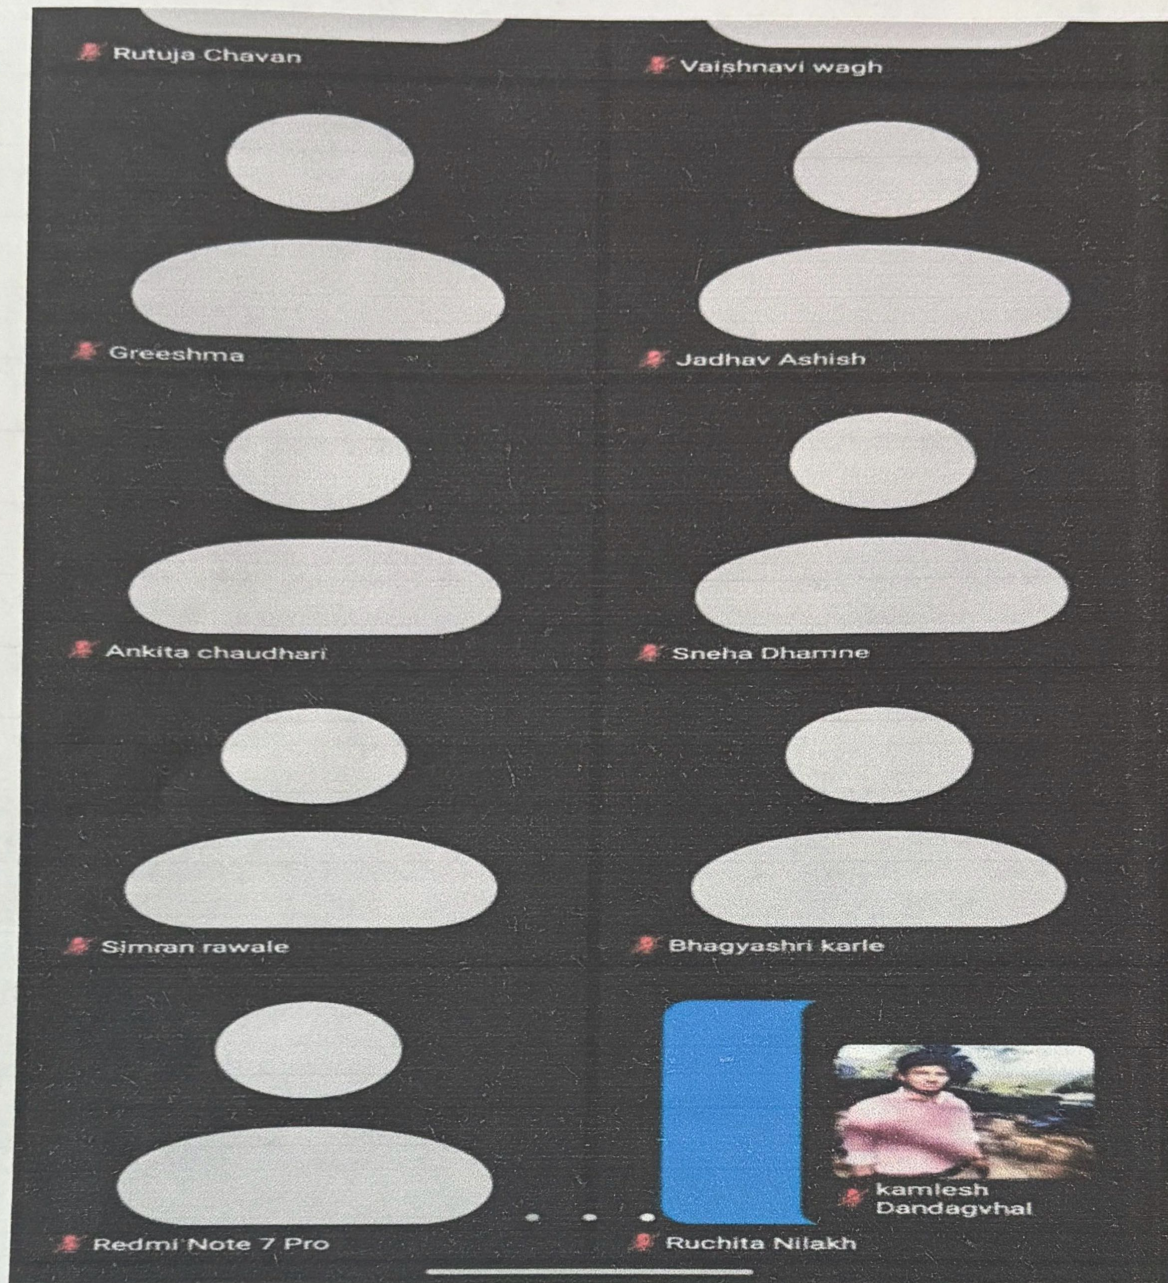 Rutuja Chavan
Vaishnavi wagh
Greeshma
Jadhav Ashish
Ankita chaudhari
Sneha Dhamne
Simran rawale
Bhagyashri karle
kamlesh
Dandagvhal
Redmi Note 7 Pro
Ruchita Nilakh